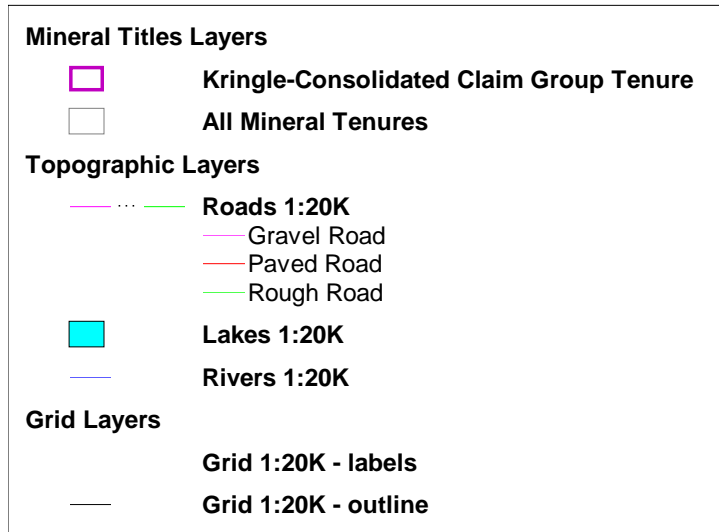 Mineral Titles Layers
Kringle-Consolidated Claim Group Tenure
All Mineral Tenures
Topographic Layers
Roads 1:20K
Gravel Road
Paved Road
Rough Road
Lakes 1:20K
Rivers 1:20K
Grid Layers
Grid 1:20K - labels
Grid 1:20K - outline